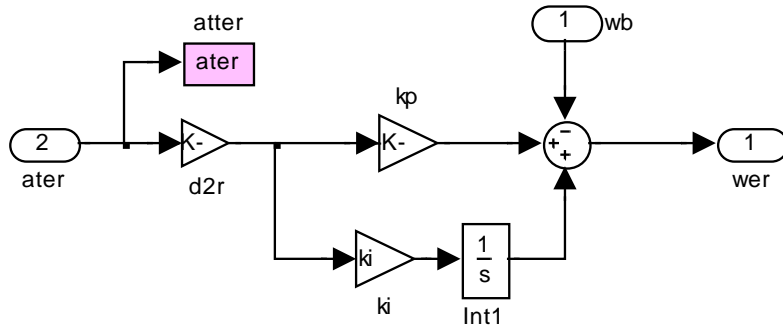 atter
ater
1
wb
kp
2
ater
K-
d2r
K-
−
+
+
1
wer
ki
ki
1
s
Int1